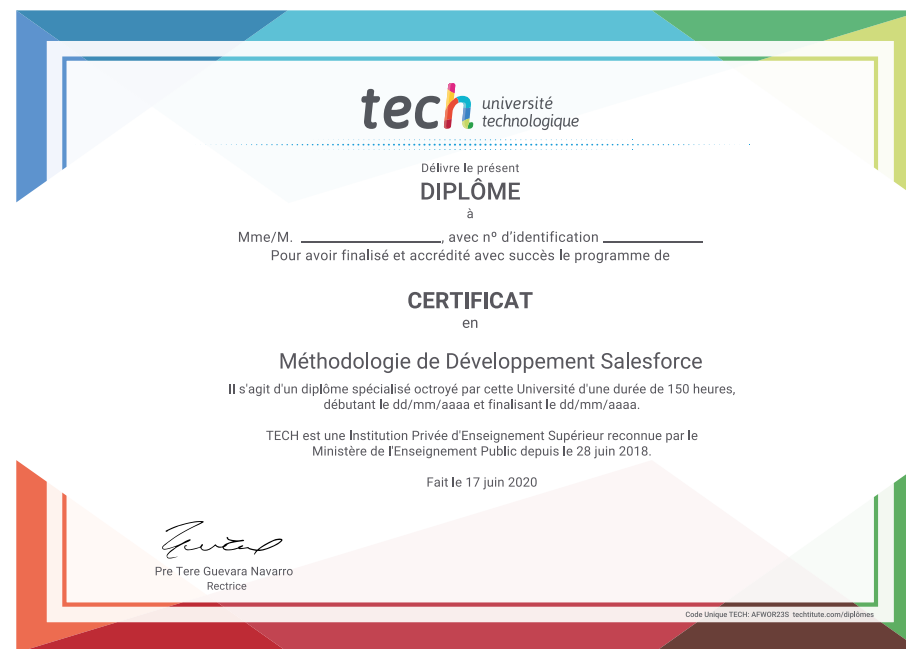 tech université
technologique
Délivre le présent
DIPLÔME
à
Mme/M. ____________________, avec nº d'identification ______________
Pour avoir finalisé et accrédité avec succès le programme de
CERTIFICAT
en
Méthodologie de Développement Salesforce
Il s'agit d'un diplôme spécialisé octroyé par cette Université d'une durée de 150 heures,
débutant le dd/mm/aaaa et finalisant le dd/mm/aaaa.
TECH est une Institution Privée d'Enseignement Supérieur reconnue par le
Ministère de l'Enseignement Public depuis le 28 juin 2018.
Fait le 17 juin 2020
Pre Tere Guevara Navarro
Rectrice
Code Unique TECH: AFWOR23S techtitute.com/diplômes